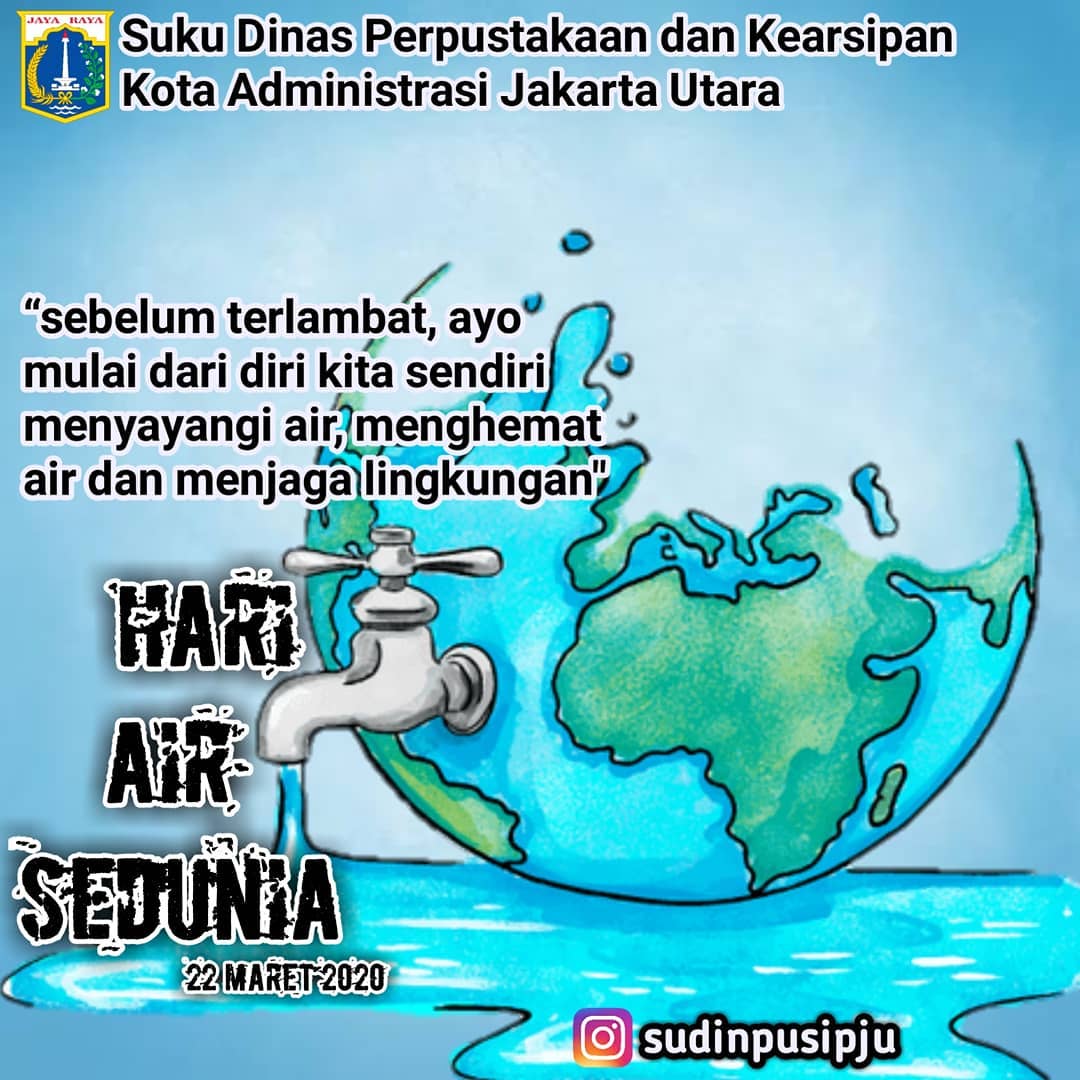 JAYA RAYA
Suku Dinas Perpustakaan dan Kearsipan
Kota Administrasi Jakarta Utara
“sebelum terlambat, ayo
mulai dari diri kita sendiri
menyayangi air, menghemat
air dan menjaga lingkungan"
HARI
AIR
SEDUNIA
22 MARET 2020
sudinpusipju